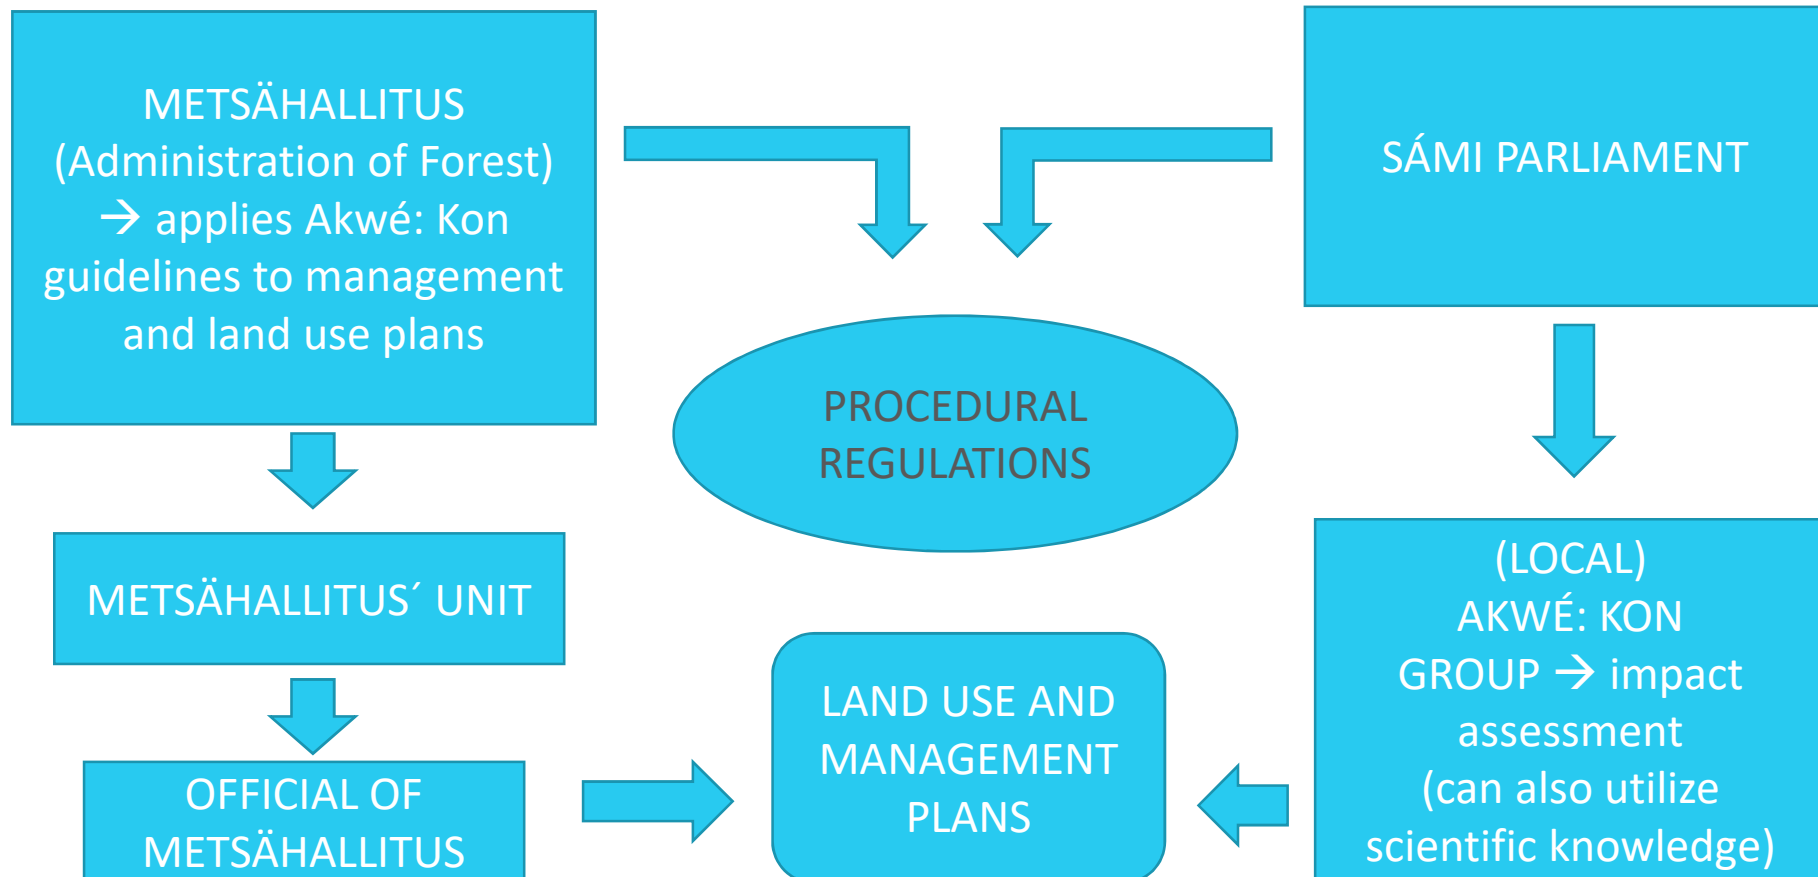 METSÄHALLITUS
(Administration of Forest)
→ applies Akwé: Kon
guidelines to management
and land use plans
SÁMI PARLIAMENT
PROCEDURAL
REGULATIONS
METSÄHALLITUS´ UNIT
(LOCAL)
AKWÉ: KON
GROUP → impact
assessment
(can also utilize
scientific knowledge)
OFFICIAL OF
METSÄHALLITUS
LAND USE AND
MANAGEMENT
PLANS